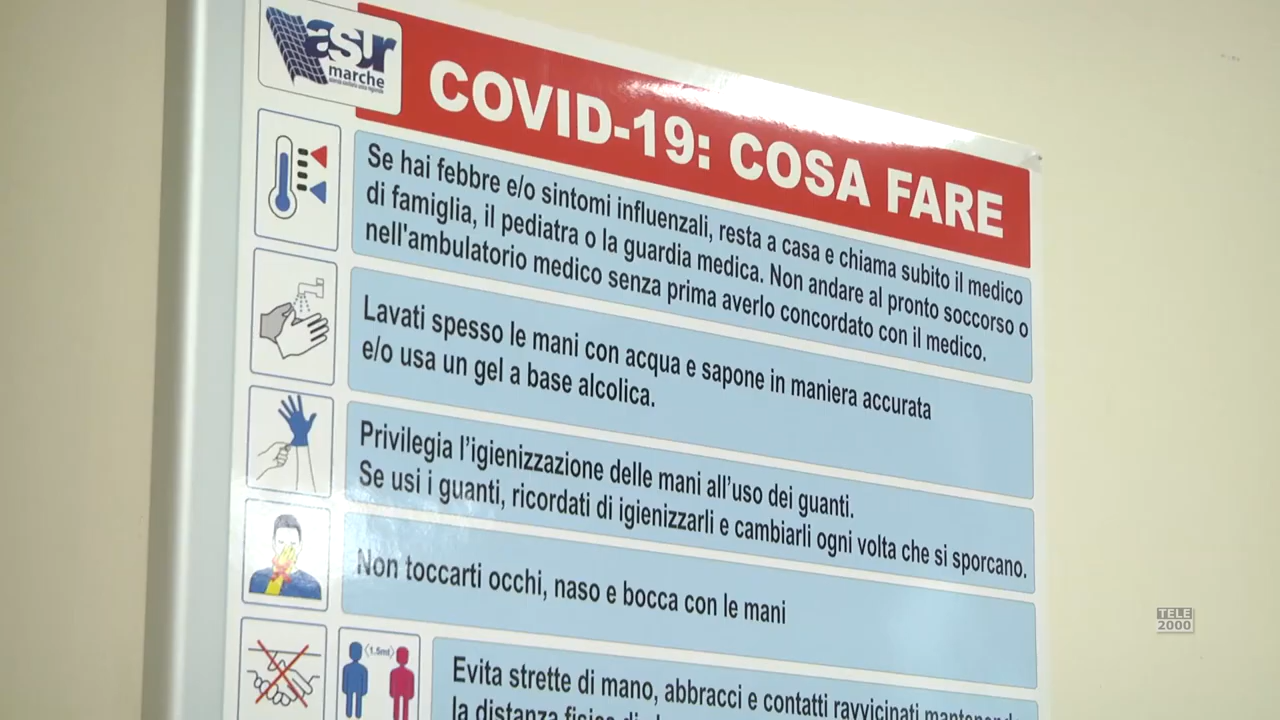 asur
marche
COVID-19: COSA FARE
Se hai febbre e/o sintomi influenzali, resta a casa e chiama subito il medico
di famiglia, il pediatra o la guardia medica. Non andare al pronto soccorso o
nell'ambulatorio medico senza prima averlo concordato con il medico.
Lavati spesso le mani con acqua e sapone in maniera accurata
e/o usa un gel a base alcolica.
Privilegia l'igienizzazione delle mani all'uso dei guanti.
Se usi i guanti, ricordati di igienizzarli e cambiarli ogni volta che si sporcano.
Non toccarti occhi, naso e bocca con le mani
(1.5mt)
Evita strette di mano, abbracci e contatti ravvicinati
la distanza fisica
TELE
2000